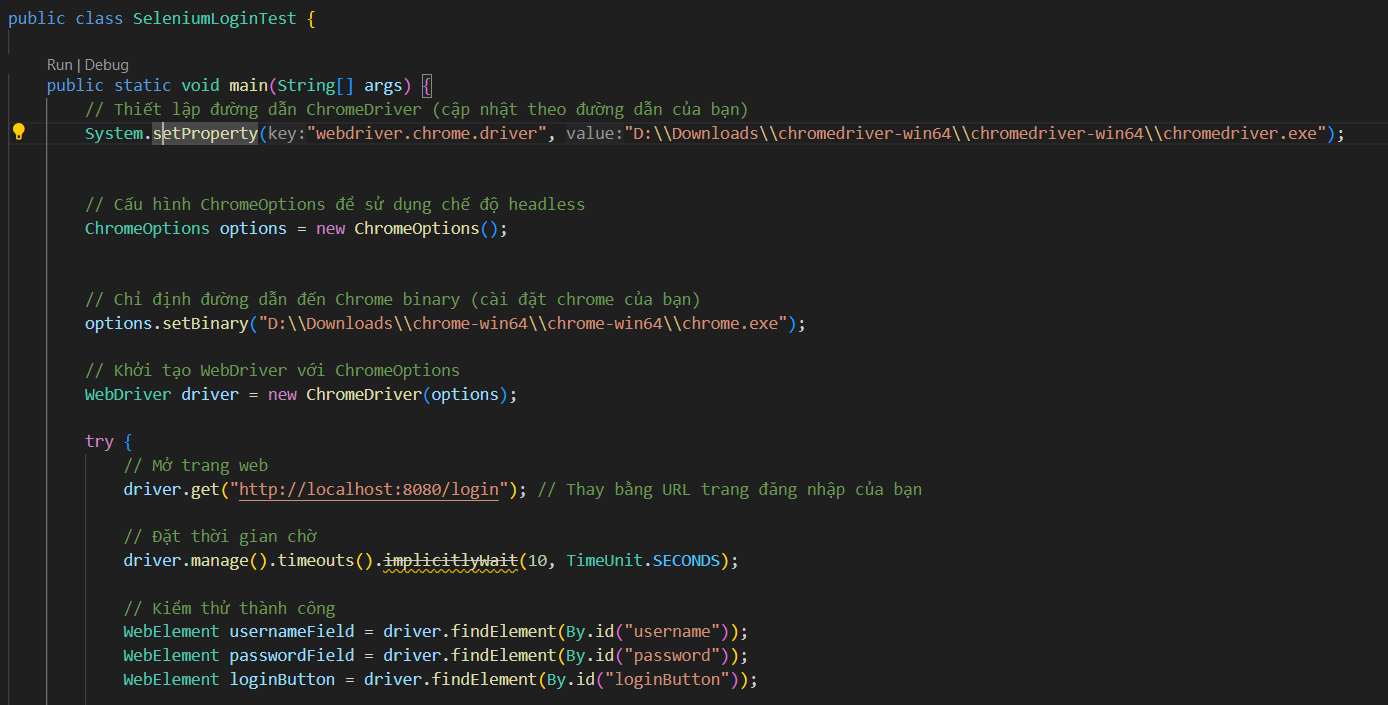 public class SeleniumLoginTest {
Run | Debug
public static void main(String[] args) {
// Thiết lập đường dẫn ChromeDriver (cập nhật theo đường dẫn của bạn)
System.setProperty(key:"webdriver.chrome.driver", value:"D:\\Downloads\\chromedriver-win64\\chromedriver-win64\\chromedriver.exe");
// Cấu hình ChromeOptions để sử dụng chế độ headless
ChromeOptions options = new ChromeOptions();
// Chỉ định đường dẫn đến Chrome binary (cài đặt chrome của bạn)
options.setBinary("D:\\Downloads\\chrome-win64\\chrome-win64\\chrome.exe");
// Khởi tạo WebDriver với ChromeOptions
WebDriver driver = new ChromeDriver(options);
try {
// Mở trang web
driver.get("http://localhost:8080/login"); // Thay bằng URL trang đăng nhập của bạn
// Đặt thời gian chờ
driver.manage().timeouts().implicitlyWait(10, TimeUnit.SECONDS);
// Kiểm thử thành công
WebElement usernameField = driver.findElement(By.id("username"));
WebElement passwordField = driver.findElement(By.id("password"));
WebElement loginButton = driver.findElement(By.id("loginButton"));